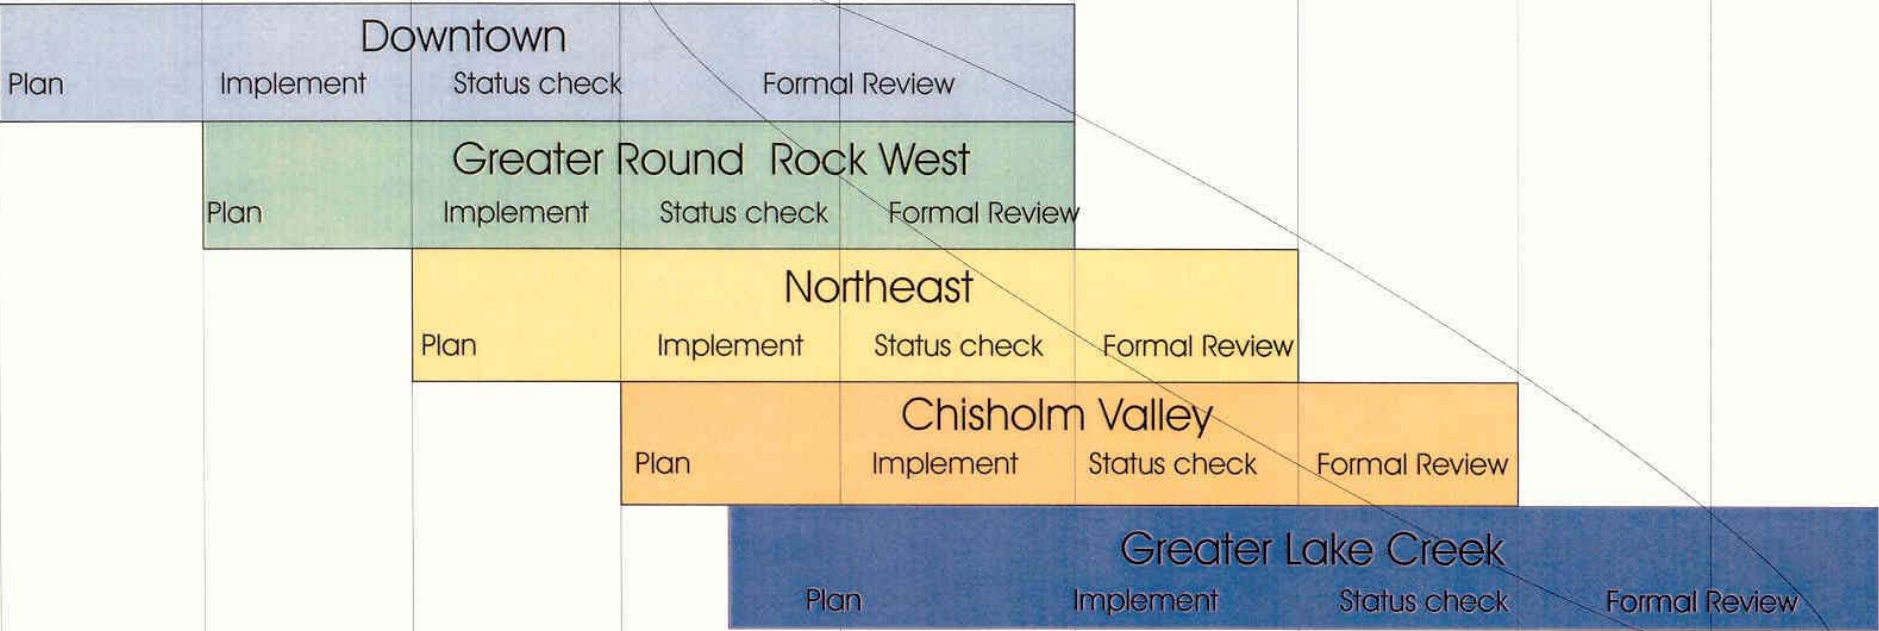 Downtown
Plan Implement Status check Formal Review
Greater Round Rock West
Plan Implement Status check Formal Review
Northeast
Plan Implement Status check Formal Review
Chisholm Valley
Plan Implement Status check Formal Review
Greater Lake Creek
Plan Implement Status check Formal Review